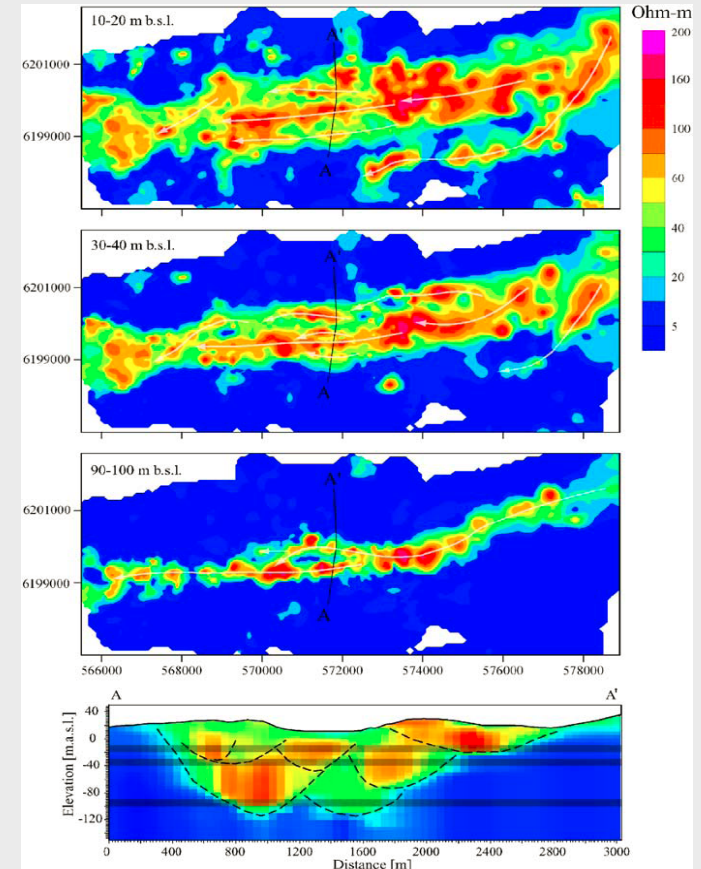 Ohm-m
10-20 m b.s.l.
A'
A
6201000
6199000
200
160
100
60
40
20
5
30-40 m b.s.l.
A'
A
6201000
6199000
90-100 m b.s.l.
A'
A
6201000
6199000
566000 568000 570000 572000 574000 576000 578000
A A'
Elevation [m.a.s.l.]
40
0
-40
-80
-120
0 400 800 1200 1600 2000 2400 2800 3000
Distance [m]